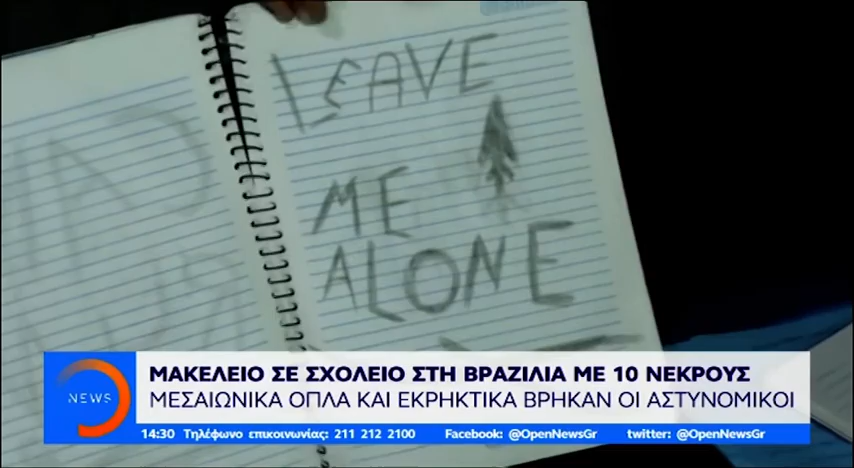 LEAVE
ME
ALONE
NEWS
ΜΑΚΕΛΕΙΟ ΣΕ ΣΧΟΛΕΙΟ ΣΤΗ ΒΡΑΖΙΛΙΑ ΜΕ 10 ΝΕΚΡΟΥΣ
ΜΕΣΑΙΩΝΙΚΑ ΟΠΛΑ ΚΑΙ ΕΚΡΗΚΤΙΚΑ ΒΡΗΚΑΝ ΟΙ ΑΣΤΥΝΟΜΙΚΟΙ
14:30 Τηλέφωνο επικοινωνίας: 211 212 2100 Facebook: @OpenNewsGr twitter: @OpenNewsGr